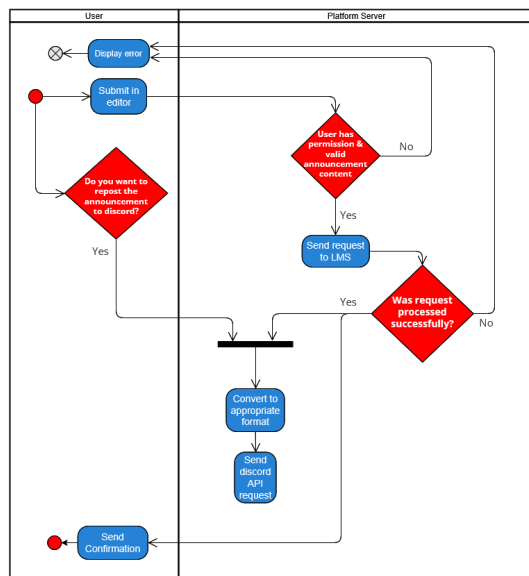 User
Platform Server
Display error
Submit in
editor
User has
permission &
valid
announcement
content
No
Do you want to
repost the
announcement
to discord?
Yes
Yes
Send request
to LMS
Was request
processed
successfully?
Yes
No
Convert to
appropriate
format
Send
discord
API
request
Send
Confirmation